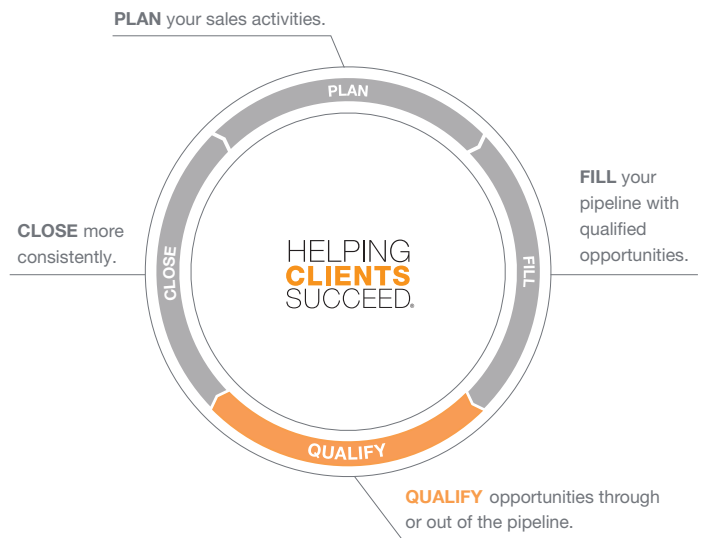 PLAN your sales activities.
PLAN
FILL your
pipeline with
qualified
opportunities.
FILL
CLOSE more
consistently.
CLOSE
HELPING
CLIENTS
SUCCEED®
QUALIFY
QUALIFY opportunities through
or out of the pipeline.